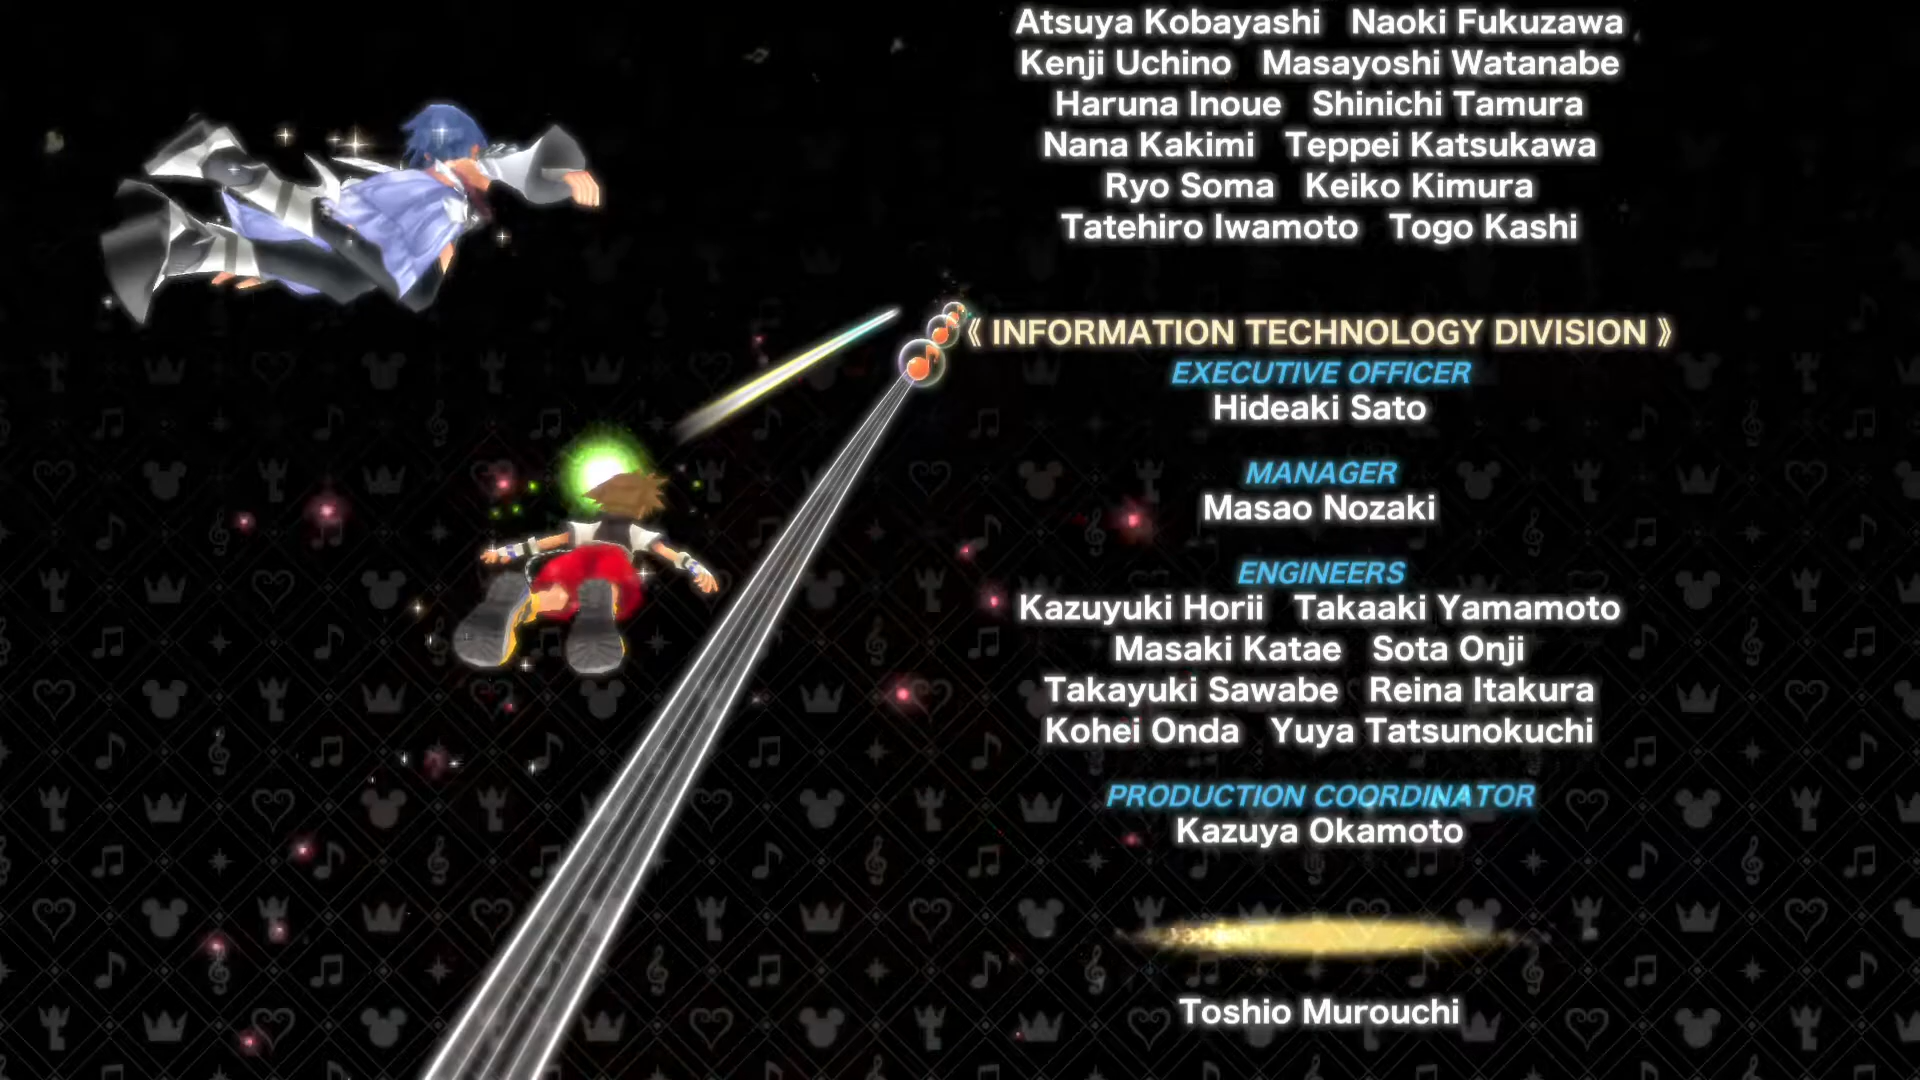 Atsuya Kobayashi Naoki Fukuzawa
Kenji Uchino Masayoshi Watanabe
Haruna Inoue Shinichi Tamura
Nana Kakimi Teppei Katsukawa
Ryo Soma Keiko Kimura
Tatehiro Iwamoto Togo Kashi
《 INFORMATION TECHNOLOGY DIVISION 》
EXECUTIVE OFFICER
Hideaki Sato
MANAGER
Masao Nozaki
ENGINEERS
Kazuyuki Horii Takaaki Yamamoto
Masaki Katae Sota Onji
Takayuki Sawabe Reina Itakura
Kohei Onda Yuya Tatsunokuchi
PRODUCTION COORDINATOR
Kazuya Okamoto
Toshio Murouchi